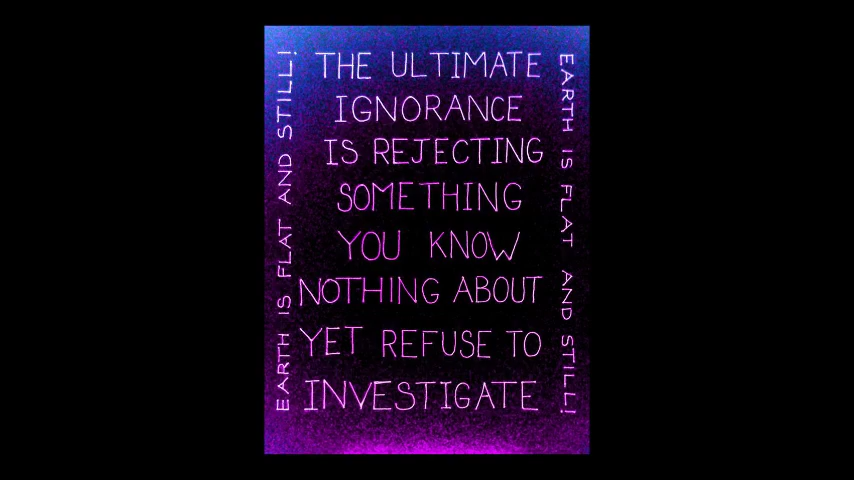 EARTH IS FLAT AND STILL!
THE ULTIMATE
IGNORANCE
IS REJECTING
SOMETHING
YOU KNOW
NOTHING ABOUT
YET REFUSE TO
INVESTIGATE
EARTH IS FLAT AND STILL!